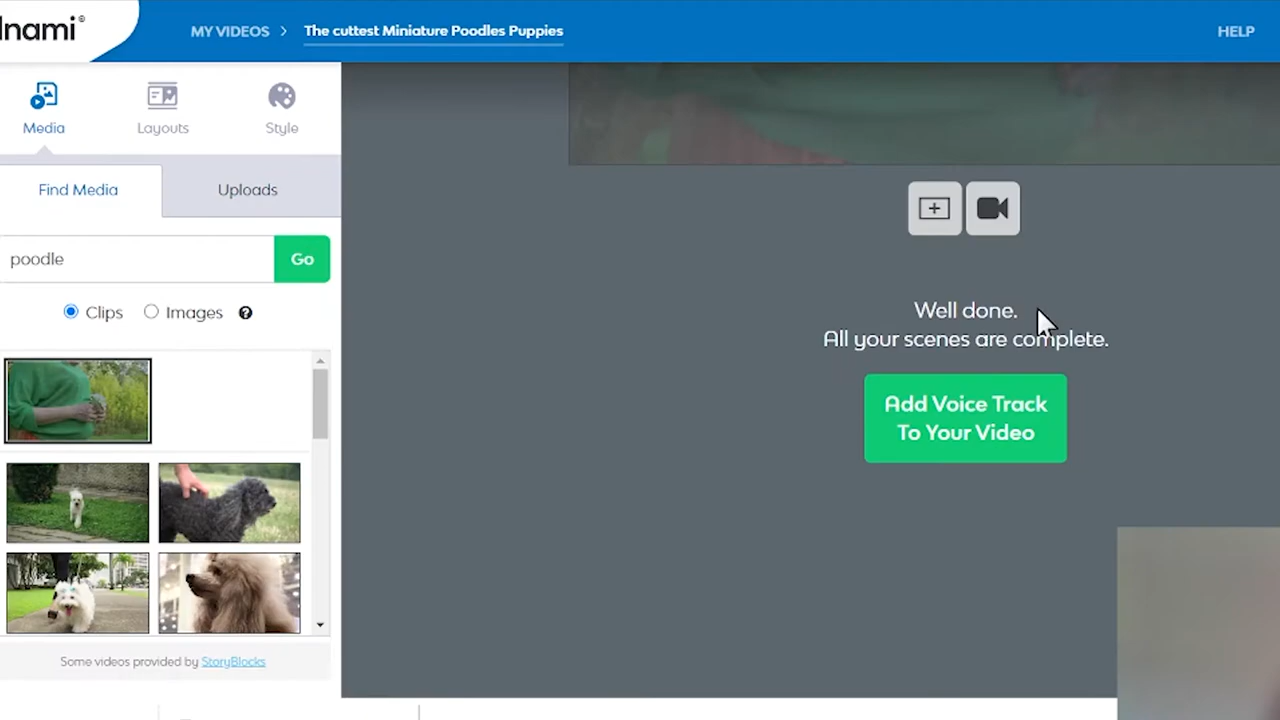 MY VIDEOS > The cuttest Miniature Poodles Puppies
HELP
Media
Layouts
Style
Find Media
Uploads
poodle
Go
Clips
Images
?
Well done.
All your scenes are complete.
Add Voice Track
To Your Video
Some videos provided by StoryBlocks